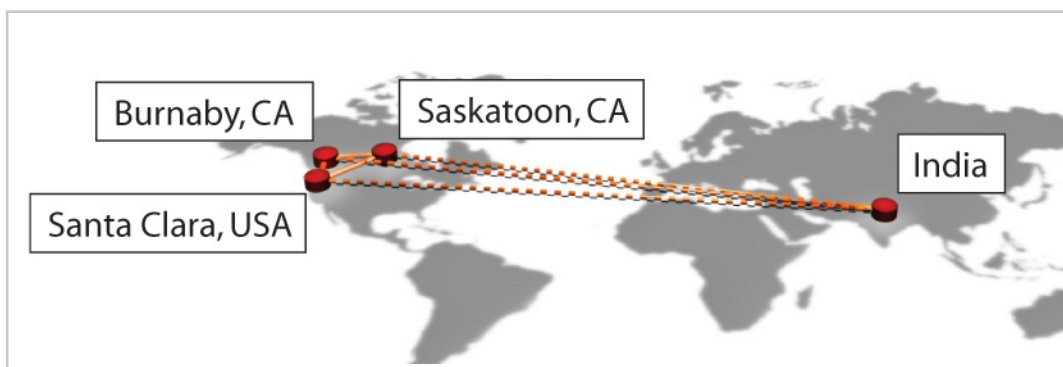 Burnaby, CA
Saskatoon, CA
India
Santa Clara, USA